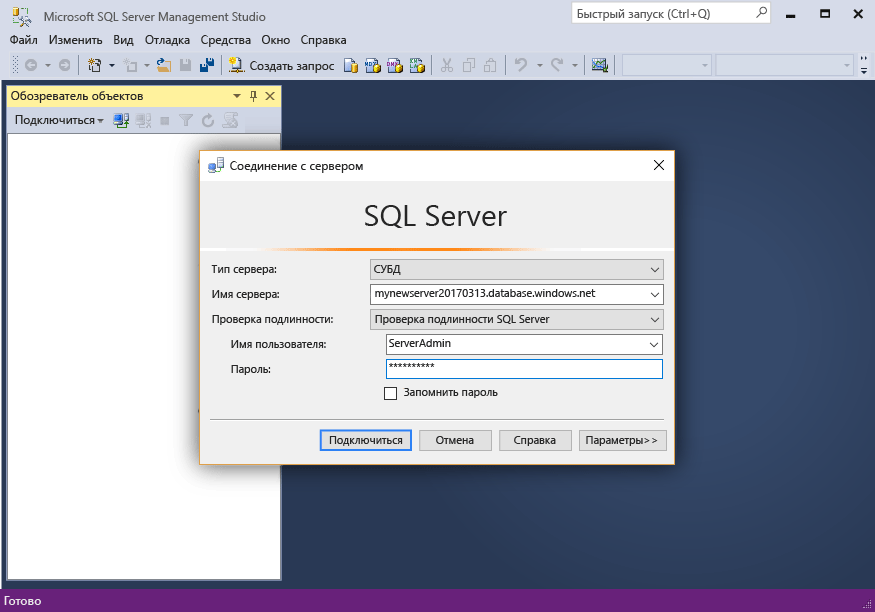 Microsoft SQL Server Management Studio
Быстрый запуск (Ctrl+Q)
Файл Изменить Вид Отладка Средства Окно Справка
Создать запрос
Обозреватель объектов
Подключиться
Соединение с сервером
SQL Server
Тип сервера: СУБД
Имя сервера: mynewserver20170313.database.windows.net
Проверка подлинности: Проверка подлинности SQL Server
Имя пользователя: ServerAdmin
Пароль: **********
Запомнить пароль
Подключиться Отмена Справка Параметры>>
Готово